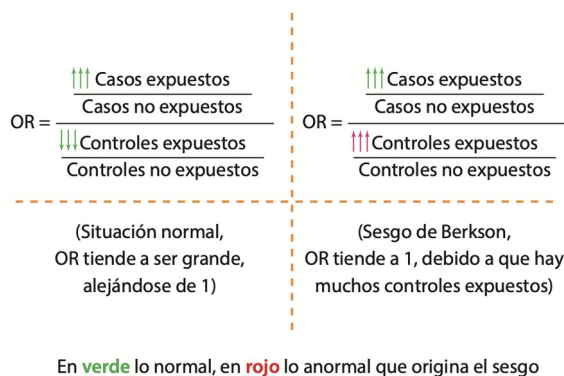 OR = ↑↑↑ Casos expuestos
Casos no expuestos
↓↓↓ Controles expuestos
Controles no expuestos
(Situación normal,
OR tiende a ser grande,
alejándose de 1)
OR = ↑↑↑ Casos expuestos
Casos no expuestos
↑↑↑ Controles expuestos
Controles no expuestos
(Sesgo de Berkson,
OR tiende a 1, debido a que hay
muchos controles expuestos)
En verde lo normal, en rojo lo anormal que origina el sesgo